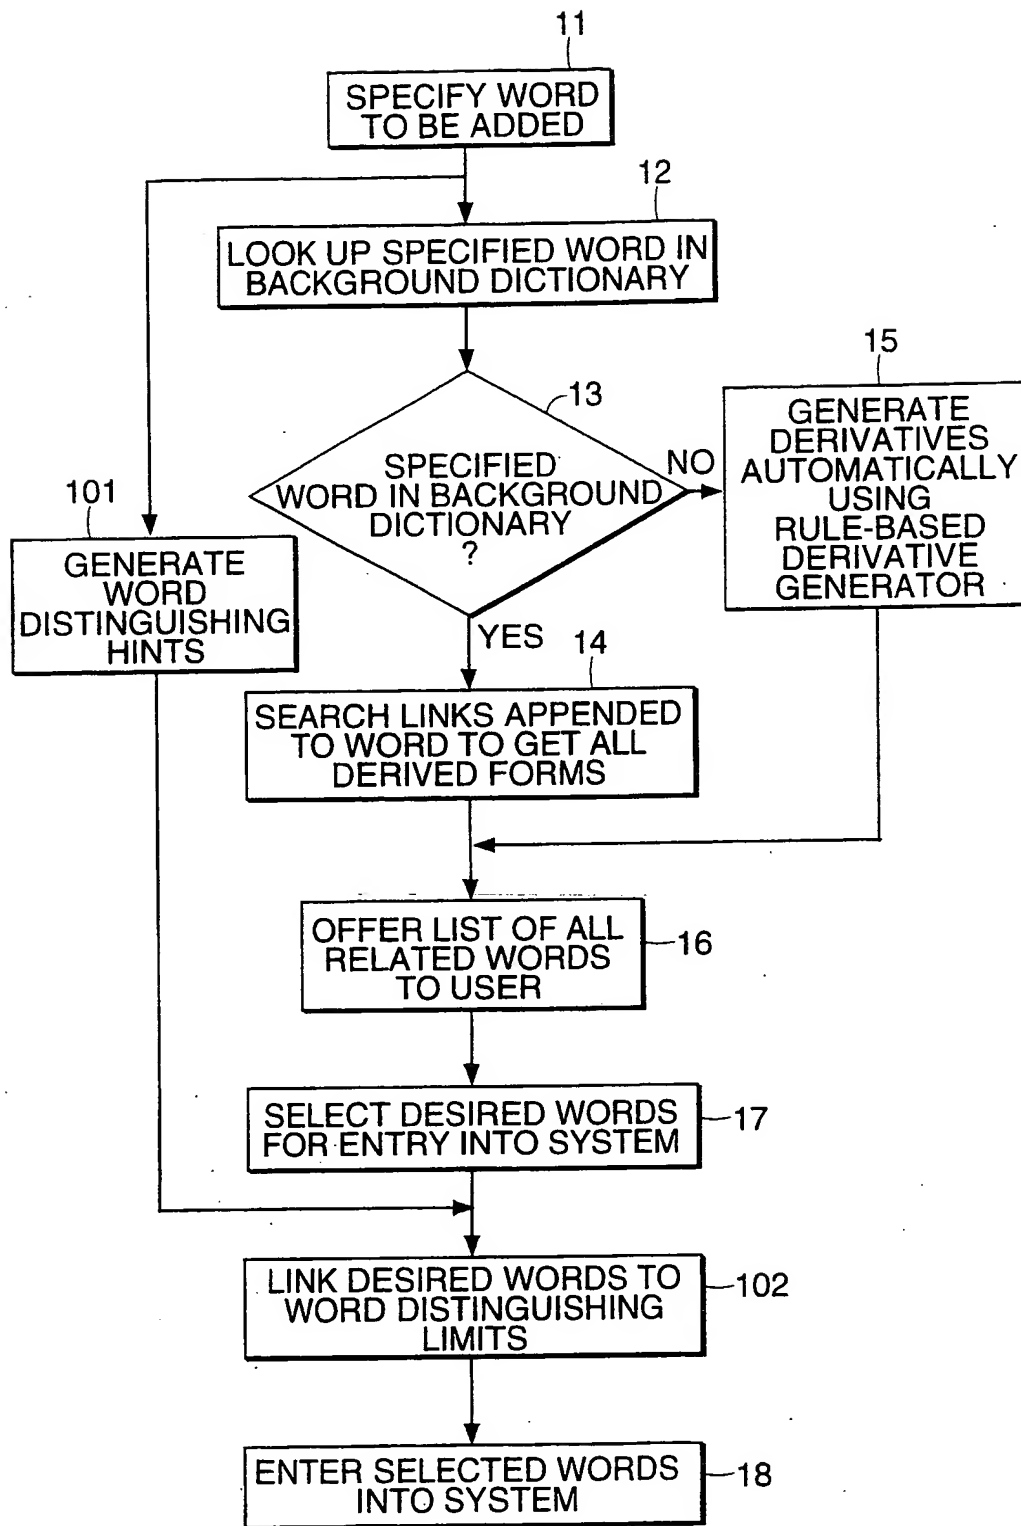 11
SPECIFY WORD
TO BE ADDED
12
LOOK UP SPECIFIED WORD IN
BACKGROUND DICTIONARY
13
SPECIFIED
WORD IN BACKGROUND
DICTIONARY
?
NO
YES
15
GENERATE
DERIVATIVES
AUTOMATICALLY
USING
RULE-BASED
DERIVATIVE
GENERATOR
101
GENERATE
WORD
DISTINGUISHING
HINTS
14
SEARCH LINKS APPENDED
TO WORD TO GET ALL
DERIVED FORMS
OFFER LIST OF ALL
RELATED WORDS
TO USER
16
SELECT DESIRED WORDS
FOR ENTRY INTO SYSTEM
17
LINK DESIRED WORDS TO
WORD DISTINGUISHING
LIMITS
102
ENTER SELECTED WORDS
INTO SYSTEM
18